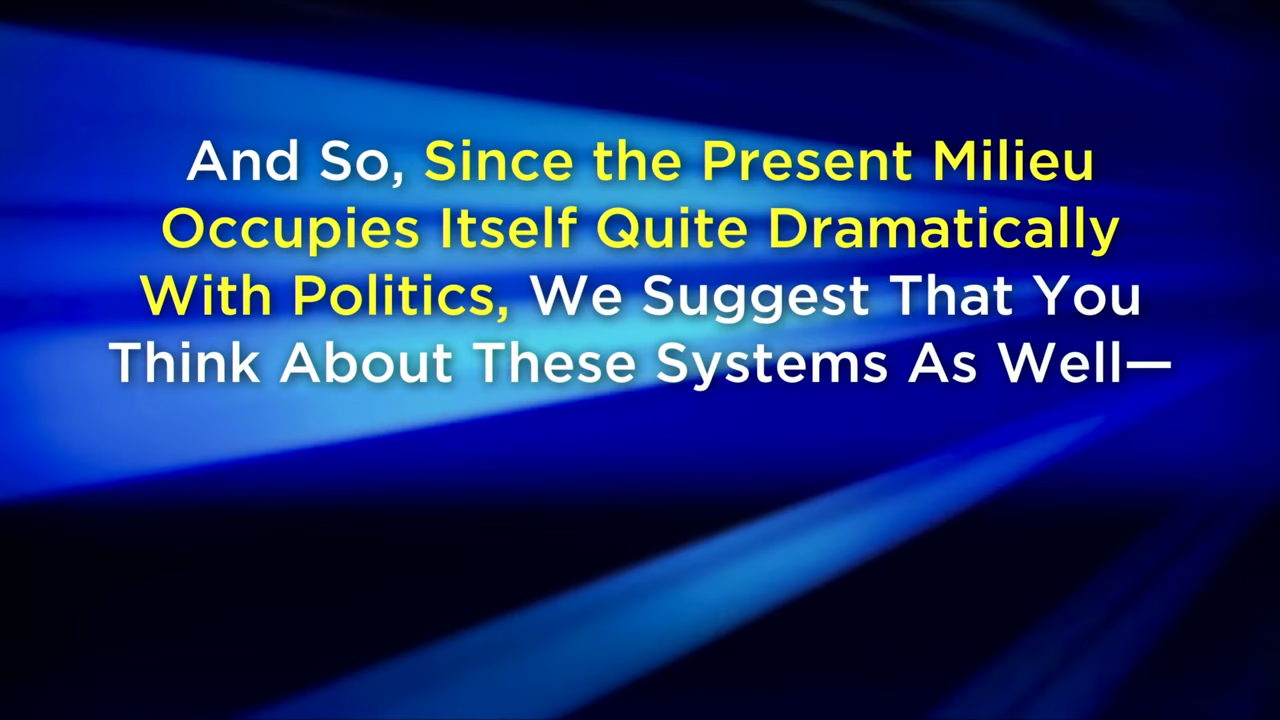 And So, Since the Present Milieu
Occupies Itself Quite Dramatically
With Politics, We Suggest That You
Think About These Systems As Well—